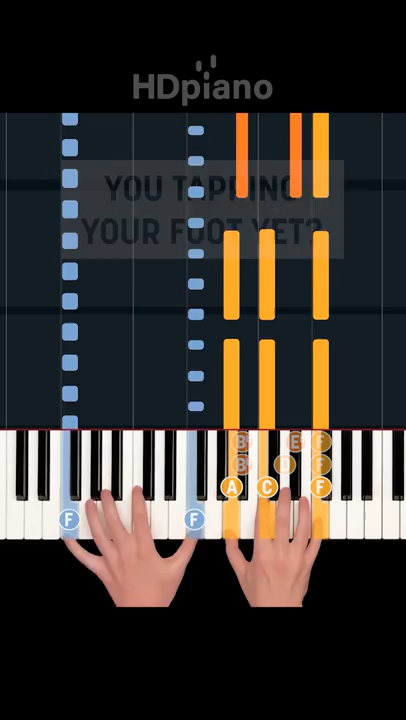 HDpiano
YOU TAPPING
YOUR FOOT YET?
B♭ E♭ F
B♭ D F
A C F
F F